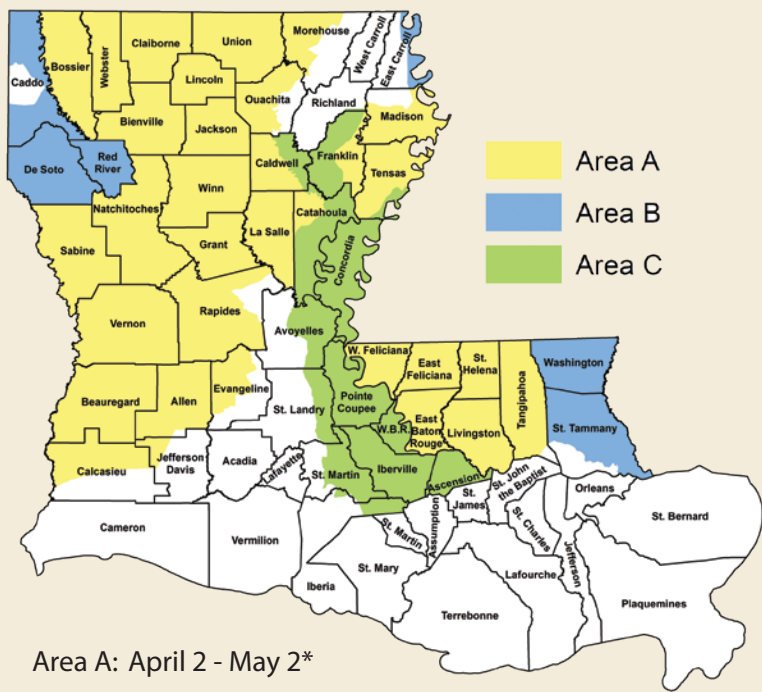 Morehouse
West Carroll
East Carroll
Union
Claiborne
Webster
Bossier
Caddo
Lincoln
Ouachita
Richland
Madison
Bienville
Jackson
Caldwell
Franklin
Tensas
De Soto
Red
River
Winn
Natchitoches
Catahoula
La Salle
Sabine
Grant
Concordia
Vernon
Rapides
Avoyelles
Area A
Area B
Area C
W. Feliciana
East
Feliciana
St.
Helena
Tangipahoa
Washington
Beauregard
Allen
Evangeline
St. Landry
Pointe
Coupee
W.B.R.
East
Baton
Rouge
Livingston
St. Tammany
Calcasieu
Jefferson
Davis
Acadia
Lafayette
St. Martin
Iberville
Ascension
St. John
the Baptist
Orleans
St. Bernard
Cameron
Vermilion
Iberia
St. Martin
Assumption
St.
James
St. Charles
Jefferson
St. Mary
Lafourche
Terrebonne
Plaquemines
Area A: April 2 - May 2*